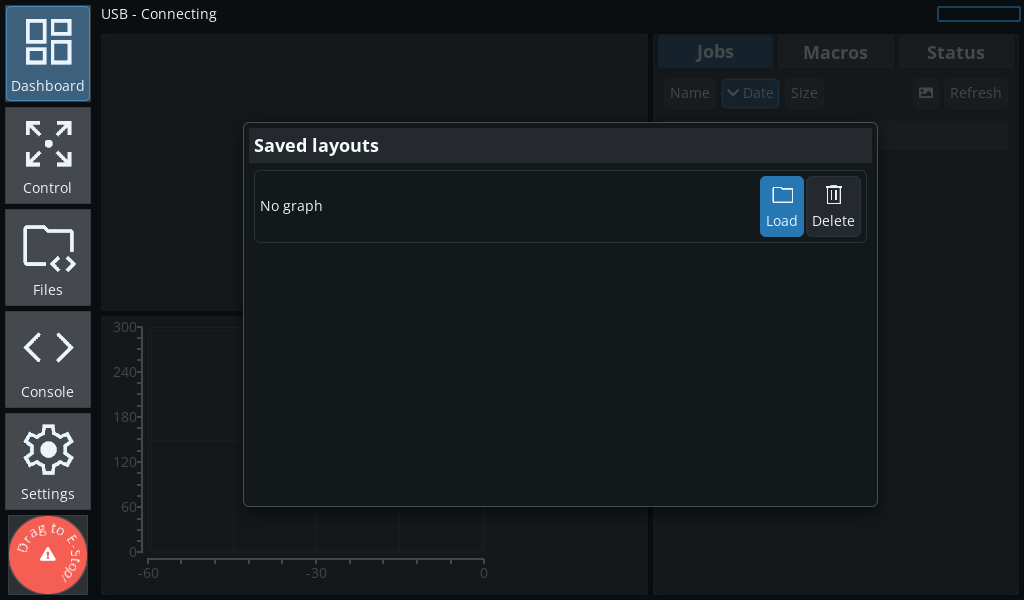 USB - Connecting
Dashboard
Control
Files
Console
Settings
Drag to E-Stop!
Jobs Macros Status
Name Date Size Refresh
Saved layouts
No graph
Load
Delete
300
240
180
120
60
0
-60 -30 0